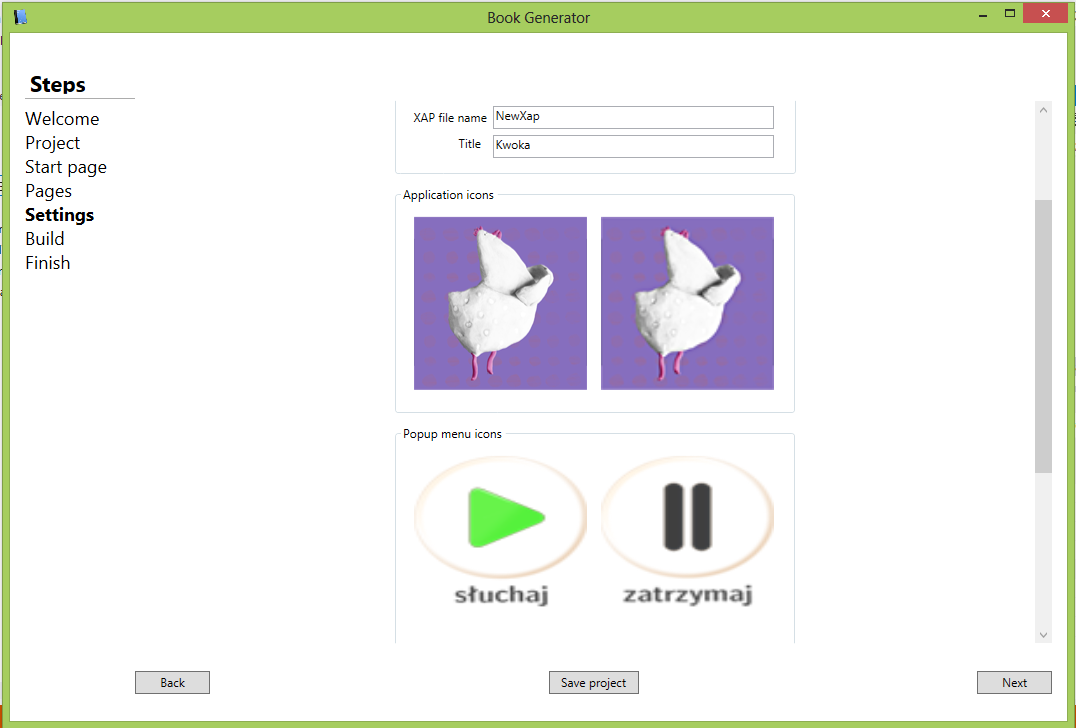 Book Generator
Steps
Welcome
Project
Start page
Pages
Settings
Build
Finish
XAP file name NewXap
Title Kwoka
Application icons
Popup menu icons
słuchaj zatrzymaj
Back Save project Next